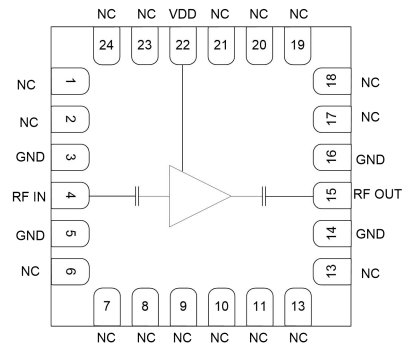 NC NC VDD NC NC NC
24 23 22 21 20 19
NC 1 18 NC
NC 2 17 NC
GND 3 16 GND
RF IN 4 15 RF OUT
GND 5 14 GND
NC 6 13 NC
7 8 9 10 11 13
NC NC NC NC NC NC